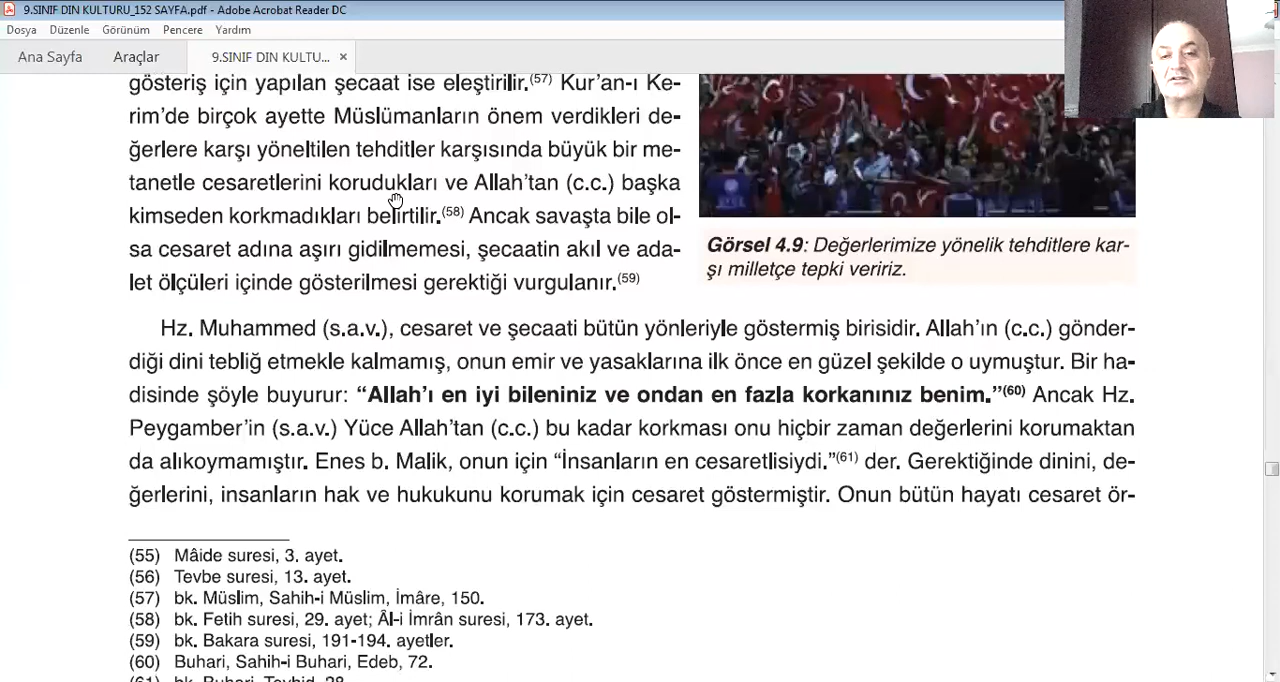 9.SINIF DIN KULTURU_152 SAYFA.pdf - Adobe Acrobat Reader DC
Dosya Düzenle Görünüm Pencere Yardım
Ana Sayfa Araçlar 9.SINIF DIN KULTU... ×
gösteriş için yapılan şecaat ise eleştirilir.(57) Kur’an-ı Ke-
rim’de birçok ayette Müslümanların önem verdikleri de-
ğerlere karşı yöneltilen tehditler karşısında büyük bir me-
tanetle cesaretlerini korudukları ve Allah’tan (c.c.) başka
kimseden korkmadıkları belirtilir.(58) Ancak savaşta bile ol-
sa cesaret adına aşırı gidilmemesi, şecaatin akıl ve ada-
let ölçüleri içinde gösterilmesi gerektiği vurgulanır.(59)
Görsel 4.9: Değerlerimize yönelik tehditlere kar-
şı milletçe tepki veririz.
Hz. Muhammed (s.a.v.), cesaret ve şecaati bütün yönleriyle göstermiş birisidir. Allah’ın (c.c.) gönder-
diği dini tebliğ etmekle kalmamış, onun emir ve yasaklarına ilk önce en güzel şekilde o uymuştur. Bir ha-
disinde şöyle buyurur: “Allah’ı en iyi bileniniz ve ondan en fazla korkanınız benim.”(60) Ancak Hz.
Peygamber’in (s.a.v.) Yüce Allah’tan (c.c.) bu kadar korkması onu hiçbir zaman değerlerini korumaktan
da alıkoymamıştır. Enes b. Malik, onun için “İnsanların en cesaretlisiydi.”(61) der. Gerektiğinde dinini, de-
ğerlerini, insanların hak ve hukukunu korumak için cesaret göstermiştir. Onun bütün hayatı cesaret ör-
(55) Mâide suresi, 3. ayet.
(56) Tevbe suresi, 13. ayet.
(57) bk. Müslim, Sahih-i Müslim, İmâre, 150.
(58) bk. Fetih suresi, 29. ayet; Âl-i İmrân suresi, 173. ayet.
(59) bk. Bakara suresi, 191-194. ayetler.
(60) Buhari, Sahih-i Buhari, Edeb, 72.
(61) bk. Buhari, Tevhid, 28.